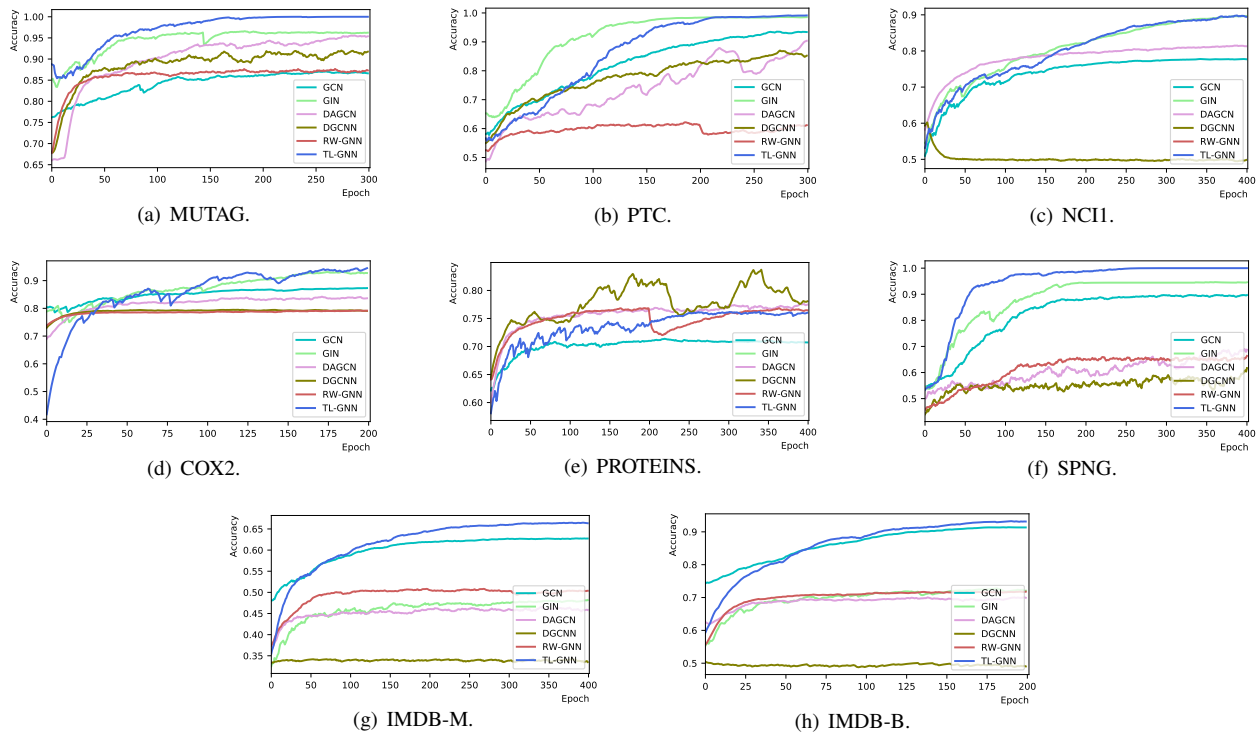 Accuracy
1.00
0.95
0.90
0.85
0.80
0.75
0.70
0.65
0 50 100 150 200 250 300
Epoch
GCN
GIN
DAGCN
DGCNN
RW-GNN
TL-GNN
(a) MUTAG.
Accuracy
1.0
0.9
0.8
0.7
0.6
0.5
0 50 100 150 200 250 300
Epoch
GCN
GIN
DAGCN
DGCNN
RW-GNN
TL-GNN
(b) PTC.
Accuracy
0.9
0.8
0.7
0.6
0.5
0 50 100 150 200 250 300 350 400
Epoch
GCN
GIN
DAGCN
DGCNN
RW-GNN
TL-GNN
(c) NCI1.
Accuracy
0.9
0.8
0.7
0.6
0.5
0.4
0 25 50 75 100 125 150 175 200
Epoch
GCN
GIN
DAGCN
DGCNN
RW-GNN
TL-GNN
(d) COX2.
Accuracy
0.80
0.75
0.70
0.65
0.60
0 50 100 150 200 250 300 350 400
Epoch
GCN
GIN
DAGCN
DGCNN
RW-GNN
TL-GNN
(e) PROTEINS.
Accuracy
1.0
0.9
0.8
0.7
0.6
0.5
0 50 100 150 200 250 300 350 400
Epoch
GCN
GIN
DAGCN
DGCNN
RW-GNN
TL-GNN
(f) SPNG.
Accuracy
0.65
0.60
0.55
0.50
0.45
0.40
0.35
0 50 100 150 200 250 300 350 400
Epoch
GCN
GIN
DAGCN
DGCNN
RW-GNN
TL-GNN
(g) IMDB-M.
Accuracy
0.9
0.8
0.7
0.6
0.5
0 25 50 75 100 125 150 175 200
Epoch
GCN
GIN
DAGCN
DGCNN
RW-GNN
TL-GNN
(h) IMDB-B.